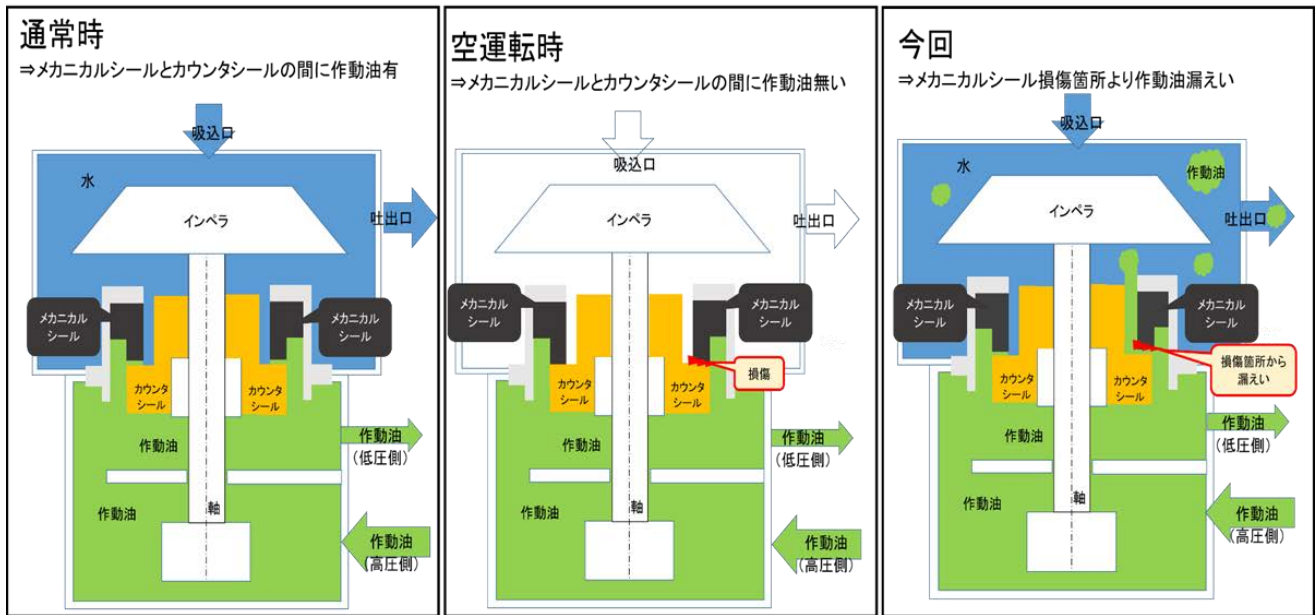 通常時
⇒メカニカルシールとカウンタシールの間に作動油有
吸込口
水
インペラ
吐出口
メカニカル
シール
メカニカル
シール
カウンタ
シール
カウンタ
シール
作動油
作動油
(低圧側)
作動油
軸
作動油
(高圧側)
空運転時
⇒メカニカルシールとカウンタシールの間に作動油無い
吸込口
インペラ
吐出口
メカニカル
シール
メカニカル
シール
損傷
カウンタ
シール
カウンタ
シール
作動油
作動油
(低圧側)
作動油
軸
作動油
(高圧側)
今回
⇒メカニカルシール損傷箇所より作動油漏えい
吸込口
水
作動油
インペラ
吐出口
メカニカル
シール
メカニカル
シール
損傷箇所から
漏えい
カウンタ
シール
カウンタ
シール
作動油
作動油
(低圧側)
作動油
軸
作動油
(高圧側)